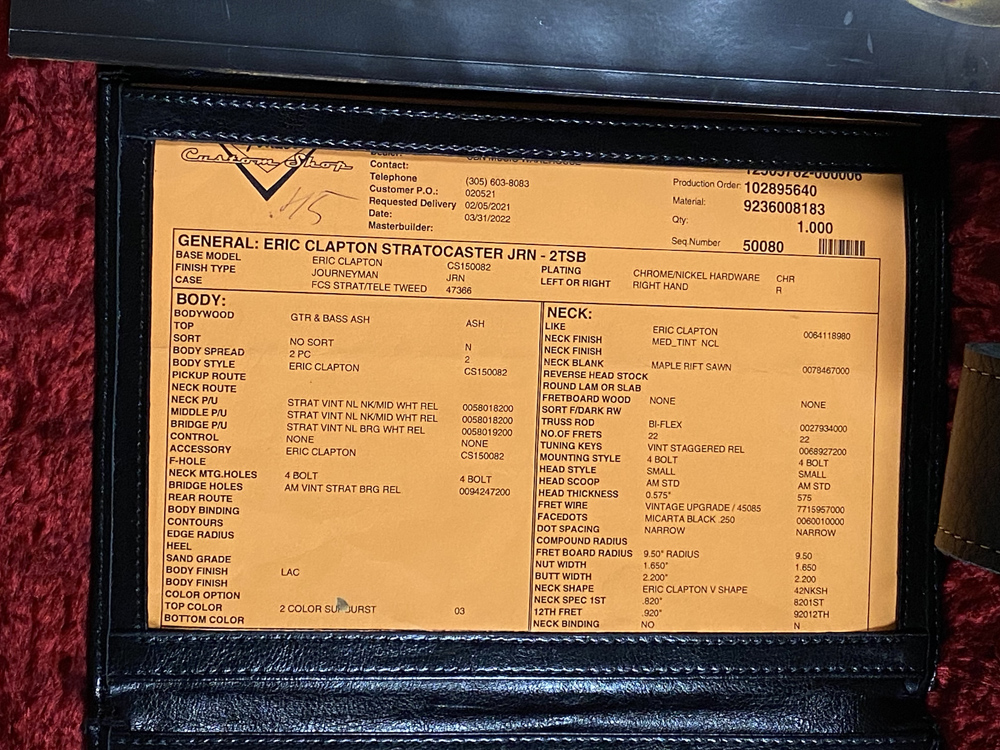 Custom Shop
.45
Contact:
Telephone (305) 603-8083
Customer P.O.: 020521
Requested Delivery 02/05/2021
Date: 03/31/2022
Masterbuilder:
Production Order: 102895640
Material: 9236008183
Qty: 1.000
Seq Number 50080
GENERAL: ERIC CLAPTON STRATOCASTER JRN - 2TSB
BASE MODEL ERIC CLAPTON CS150082
FINISH TYPE JOURNEYMAN JRN
CASE FCS STRAT/TELE TWEED 47366
PLATING CHROME/NICKEL HARDWARE CHR
LEFT OR RIGHT RIGHT HAND R
BODY:
BODYWOOD GTR & BASS ASH ASH
TOP
SORT NO SORT N
BODY SPREAD 2 PC 2
BODY STYLE ERIC CLAPTON CS150082
PICKUP ROUTE
NECK ROUTE
NECK P/U STRAT VINT NL NK/MID WHT REL 0058018200
MIDDLE P/U STRAT VINT NL NK/MID WHT REL 0058018200
BRIDGE P/U STRAT VINT NL BRG WHT REL 0058019200
CONTROL NONE NONE
ACCESSORY ERIC CLAPTON CS150082
F-HOLE
NECK MTG.HOLES 4 BOLT 4 BOLT
BRIDGE HOLES AM VINT STRAT BRG REL 0094247200
REAR ROUTE
BODY BINDING
CONTOURS
EDGE RADIUS
HEEL
SAND GRADE
BODY FINISH LAC
BODY FINISH
COLOR OPTION
TOP COLOR 2 COLOR SUNBURST 03
BOTTOM COLOR
NECK:
LIKE ERIC CLAPTON 0064118980
NECK FINISH MED_TINT NCL
NECK FINISH
NECK BLANK MAPLE RIFT SAWN 0078467000
REVERSE HEAD STOCK
ROUND LAM OR SLAB
FRETBOARD WOOD NONE NONE
SORT F/DARK RW
TRUSS ROD BI-FLEX 0027934000
NO.OF FRETS 22 22
TUNING KEYS VINT STAGGERED REL 0068927200
MOUNTING STYLE 4 BOLT 4 BOLT
HEAD STYLE SMALL SMALL
HEAD SCOOP AM STD AM STD
HEAD THICKNESS 0.575" 575
FRET WIRE VINTAGE UPGRADE / 45085 7715957000
FACEDOTS MICARTA BLACK .250 0060010000
DOT SPACING NARROW NARROW
COMPOUND RADIUS
FRET BOARD RADIUS 9.50" RADIUS 9.50
NUT WIDTH 1.650" 1.650
BUTT WIDTH 2.200" 2.200
NECK SHAPE ERIC CLAPTON V SHAPE 42NKSH
NECK SPEC 1ST .820" 8201ST
12TH FRET .920" 92012TH
NECK BINDING NO N